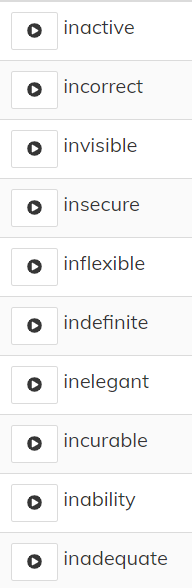 inactive
incorrect
invisible
insecure
inflexible
indefinite
inelegant
incurable
inability
inadequate